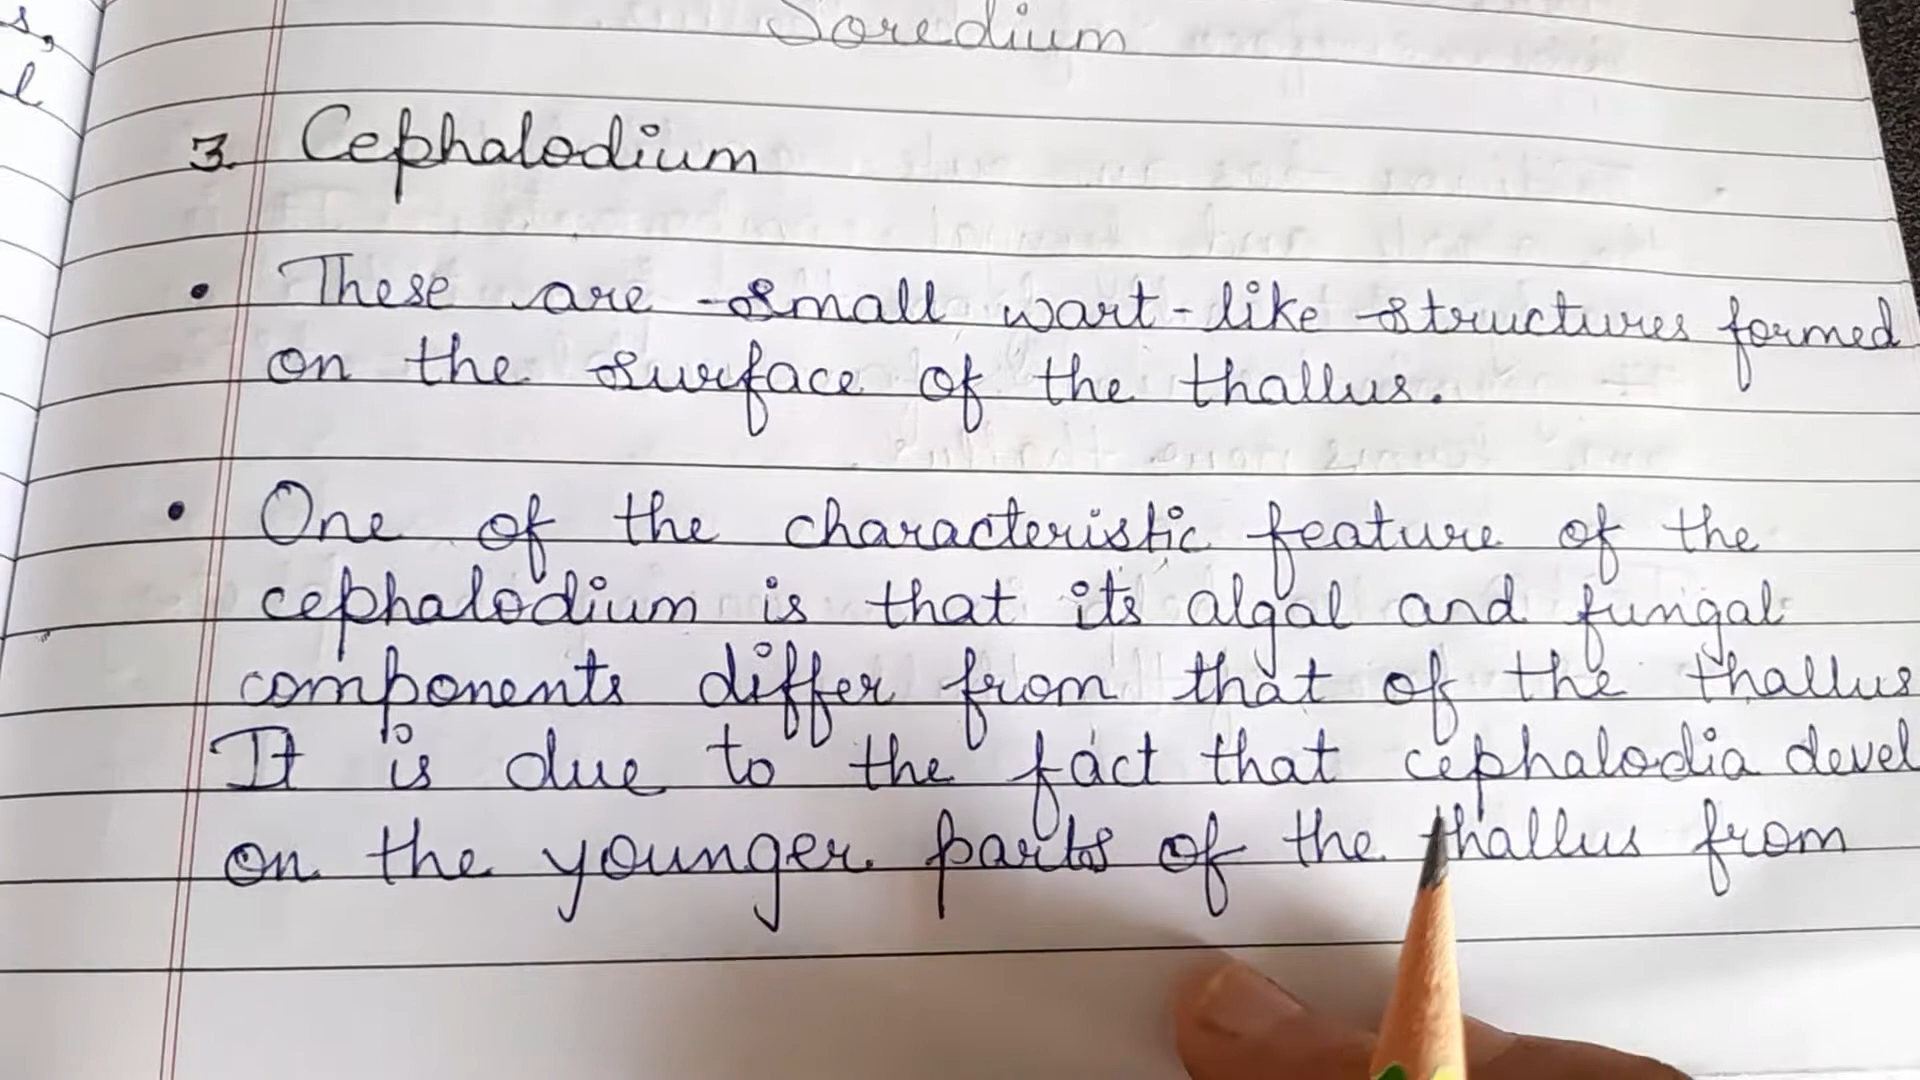 s,
l
Soredium
3. Cephalodium
• These are small wart-like structures formed
on the surface of the thallus.
• One of the characteristic feature of the
cephalodium is that its algal and fungal
components differ from that of the thallus
It is due to the fact that cephalodia devel
on the younger parts of the thallus from